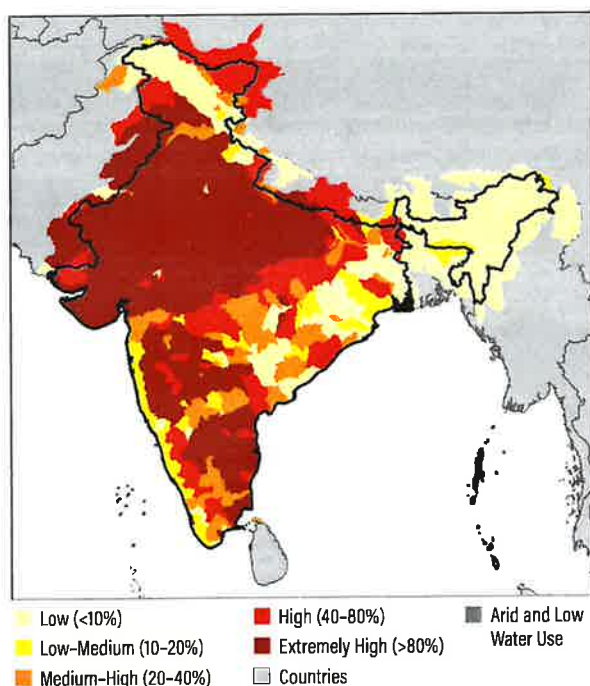 Low (<10%)
Low–Medium (10–20%)
Medium–High (20–40%)
High (40–80%)
Extremely High (>80%)
Countries
Arid and Low
Water Use